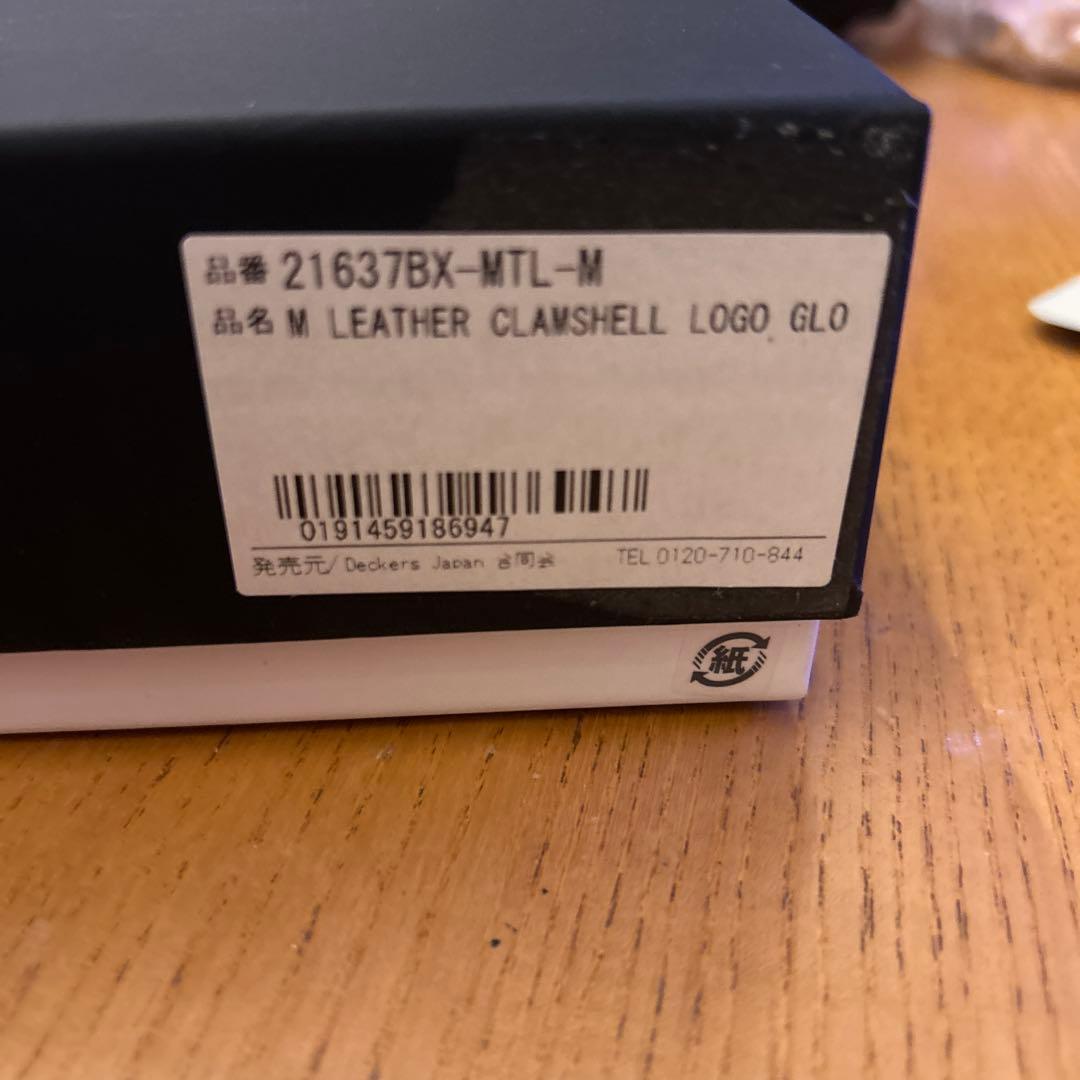 品番 21637BX-MTL-M
品名 M LEATHER CLAMSHELL LOGO GLO
0191459186947
発売元/Deckers Japan 合同会
TEL 0120-710-844
紙